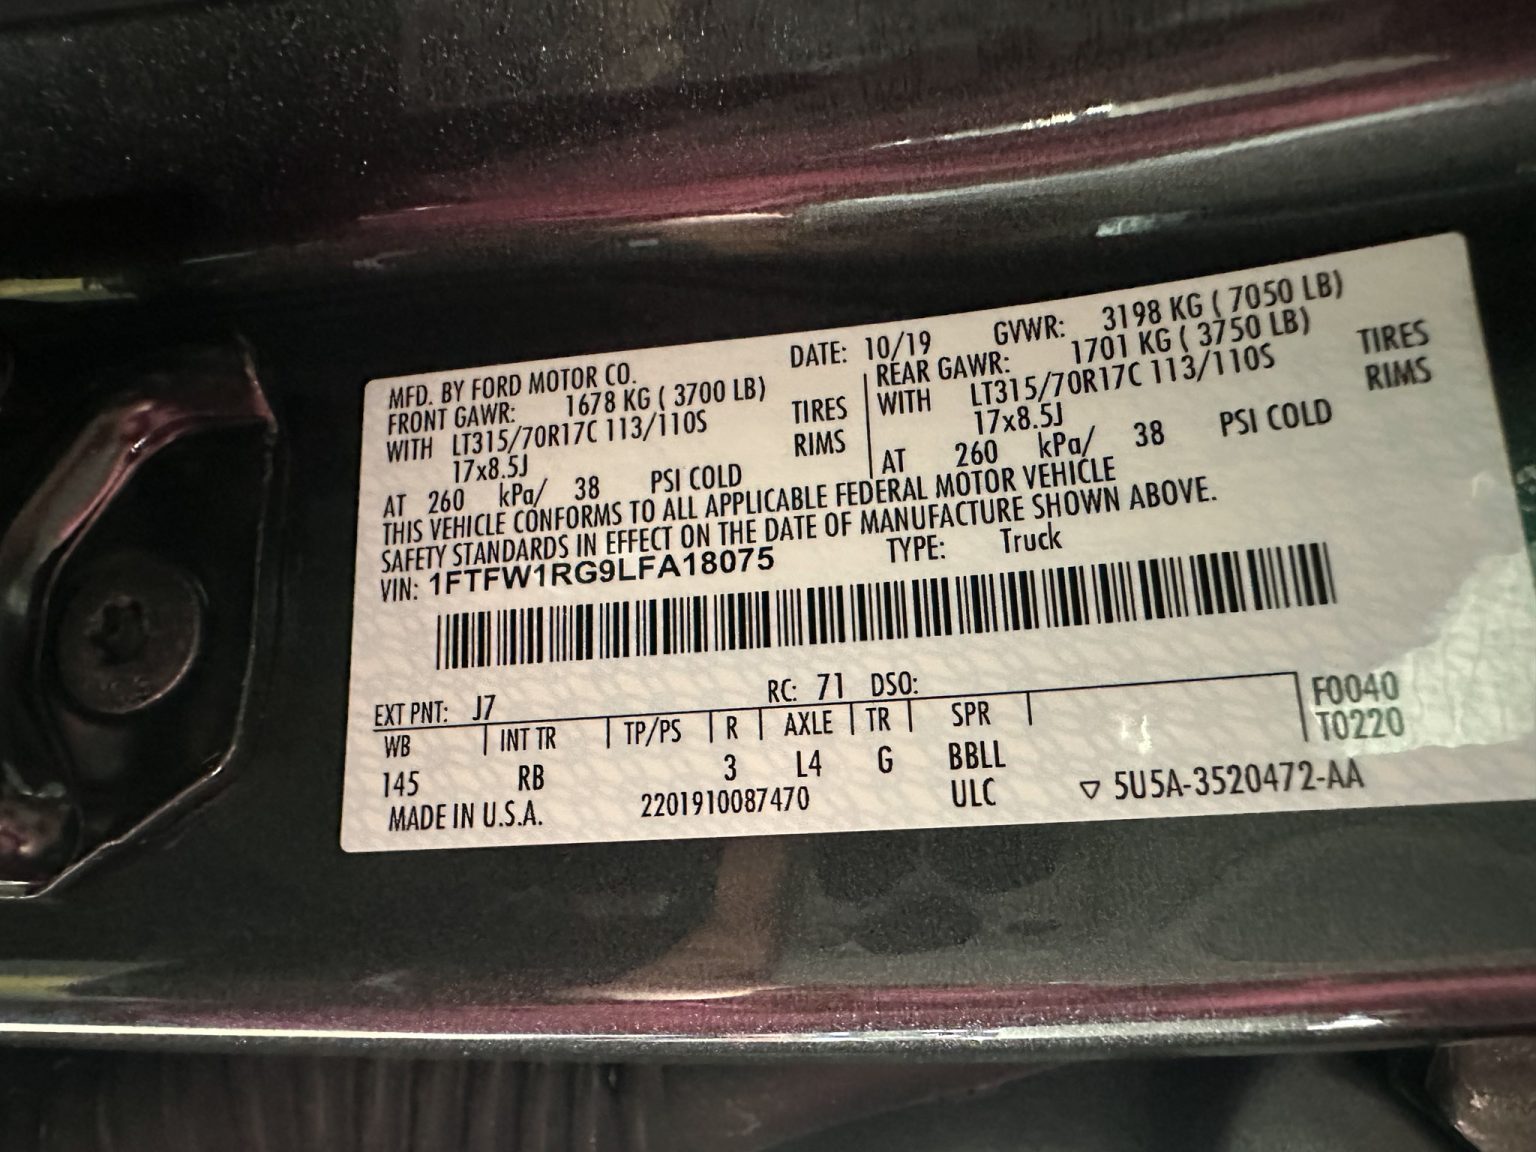 MFD. BY FORD MOTOR CO.
DATE: 10/19 GVWR: 3198 KG ( 7050 LB)
FRONT GAWR: 1678 KG ( 3700 LB)
WITH LT315/70R17C 113/110S TIRES
17x8.5J RIMS
AT 260 kPa/ 38 PSI COLD
REAR GAWR: 1701 KG ( 3750 LB)
WITH LT315/70R17C 113/110S TIRES
17x8.5J RIMS
AT 260 kPa/ 38 PSI COLD
THIS VEHICLE CONFORMS TO ALL APPLICABLE FEDERAL MOTOR VEHICLE
SAFETY STANDARDS IN EFFECT ON THE DATE OF MANUFACTURE SHOWN ABOVE.
VIN: 1FTFW1RG9LFA18075 TYPE: Truck
EXT PNT: J7 RC: 71 DSO:
WB INT TR TP/PS R AXLE TR SPR
145 RB 3 L4 G BBLL
F0040
T0220
MADE IN U.S.A. 2201910087470 ULC ▽ 5U5A-3520472-AA